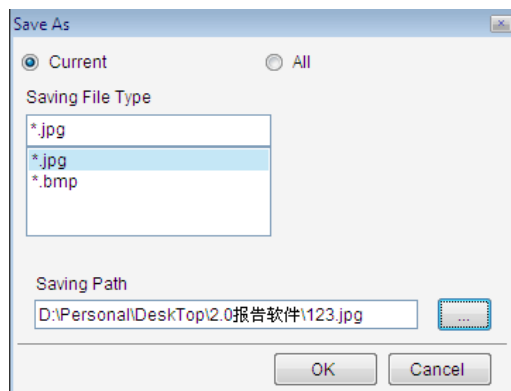 Save As
Current
All
Saving File Type
*.jpg
*.jpg
*.bmp
Saving Path
D:\Personal\DeskTop\2.0报告软件\123.jpg
...
OK
Cancel